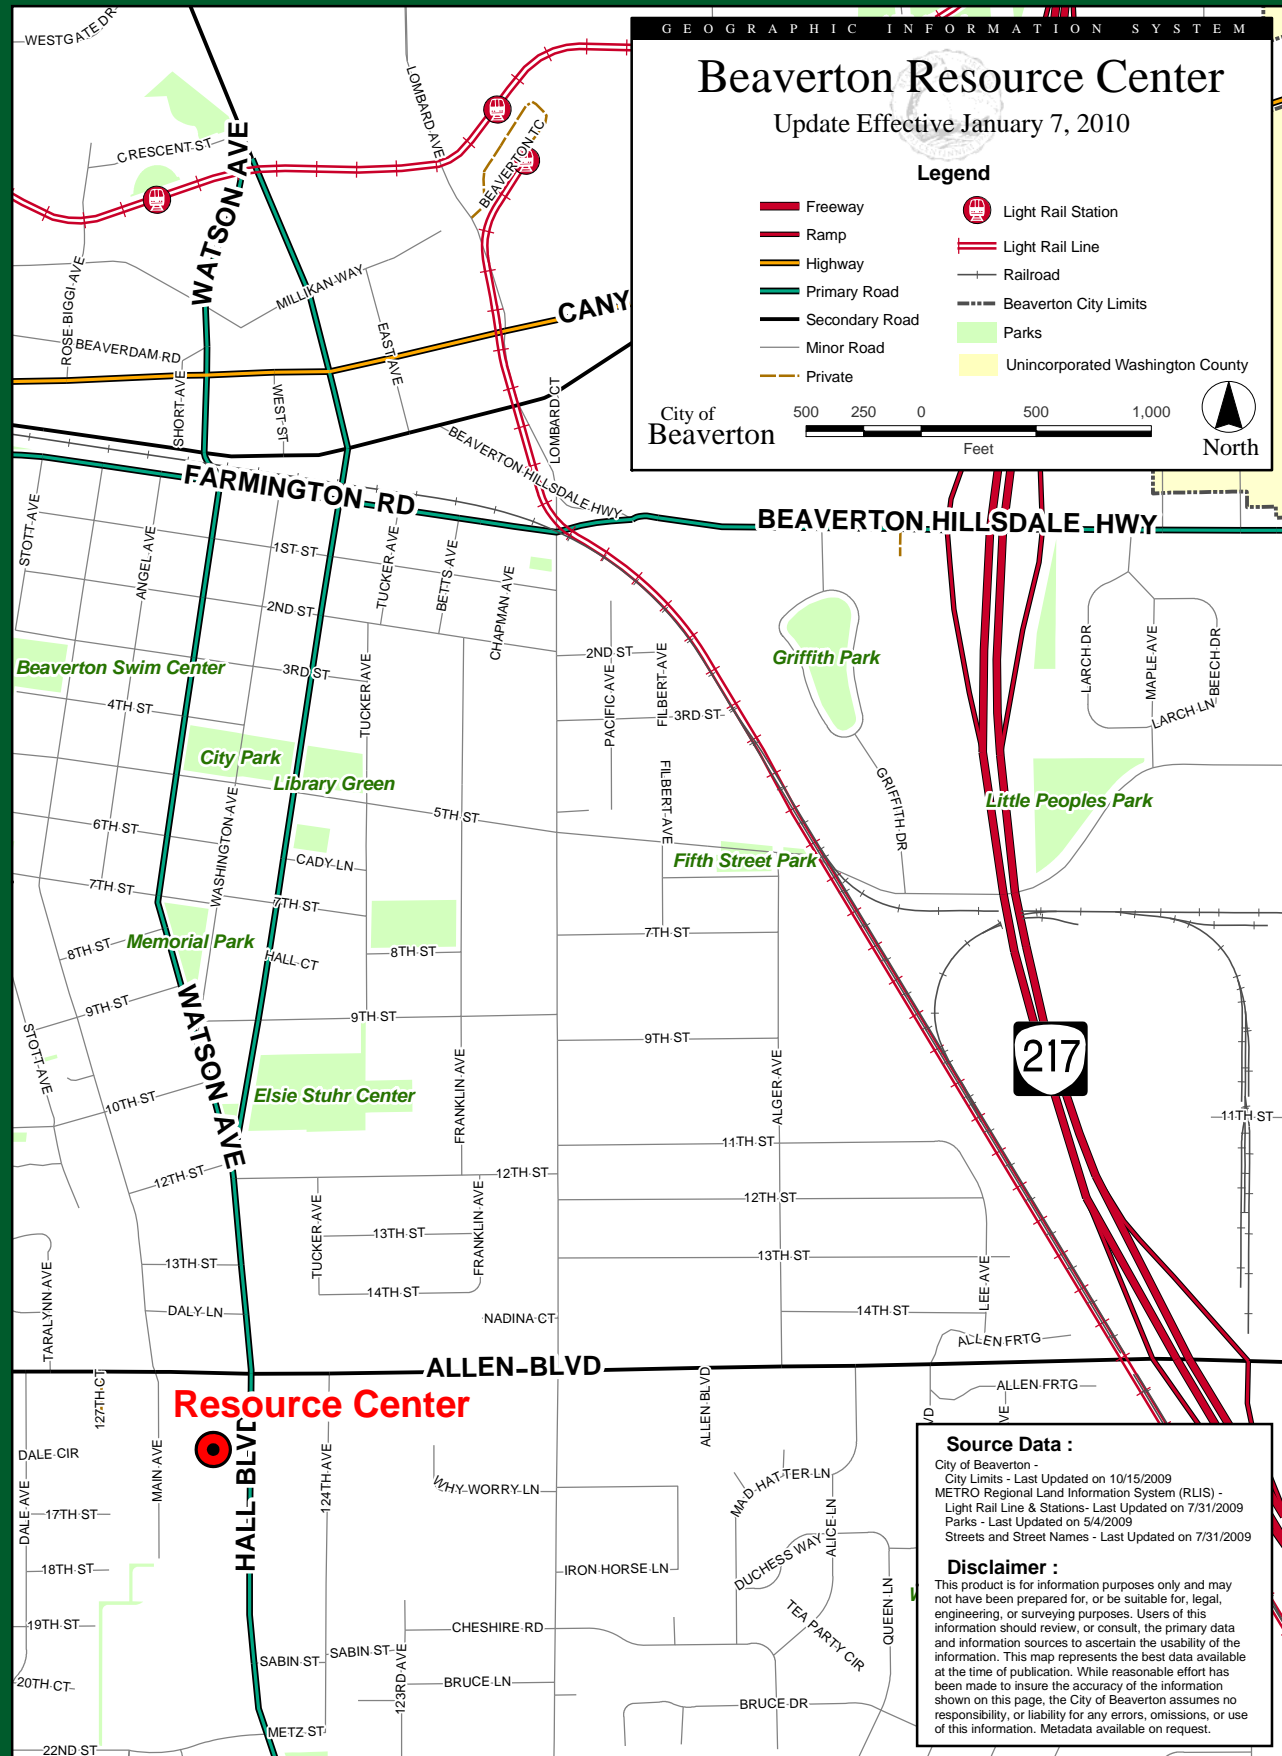 GEOGRAPHIC INFORMATION SYSTEM
Beaverton Resource Center
Update Effective January 7, 2010
Legend
Freeway
Ramp
Highway
Primary Road
Secondary Road
Minor Road
Private
Light Rail Station
Light Rail Line
Railroad
Beaverton City Limits
Parks
Unincorporated Washington County
City of
Beaverton
500 250 0 500 1,000
Feet
North
WESTGATE DR
LOMBARD AVE
CRESCENT ST
WATSON AVE
BEAVERTON T.C.
ROSE BIGGI AVE
MILLIKAN WAY
CANY
BEAVERDAM RD
EAST AVE
SHORT AVE
WEST ST
LOMBARD CT
BEAVERTON HILLSDALE HWY
FARMINGTON RD
BEAVERTON HILLSDALE HWY
STOTT AVE
ANGEL AVE
1ST ST
TUCKER AVE
BETTS AVE
CHAPMAN AVE
2ND ST
2ND ST
LARCH DR
MAPLE AVE
BEECH DR
Beaverton Swim Center
3RD ST
TUCKER AVE
PACIFIC AVE
FILBERT AVE
Griffith Park
4TH ST
3RD ST
LARCH LN
City Park
Library Green
FILBERT AVE
GRIFFITH DR
Little Peoples Park
5TH ST
6TH ST
WASHINGTON AVE
CADY LN
Fifth Street Park
7TH ST
7TH ST
Memorial Park
8TH ST
HALL CT
8TH ST
7TH ST
WATSON AVE
9TH ST
9TH ST
9TH ST
STOTT AVE
217
FRANKLIN AVE
ALGER AVE
Elsie Stuhr Center
10TH ST
11TH ST
11TH ST
12TH ST
12TH ST
12TH ST
TUCKER AVE
FRANKLIN AVE
13TH ST
13TH ST
13TH ST
LEE AVE
TARALYNN AVE
14TH ST
14TH ST
DALY LN
NADINA CT
ALLEN FRTG
ALLEN BLVD
127TH CT
ALLEN BLVD
ALLEN FRTG
Resource Center
VD
VE
HALL BLVD
DALE CIR
MAIN AVE
124TH AVE
WHY WORRY LN
MAD HATTER LN
DALE AVE
17TH ST
ALICE LN
DUCHESS WAY
18TH ST
IRON HORSE LN
QUEEN LN
TEA PARTY CIR
19TH ST
CHESHIRE RD
SABIN ST
SABIN ST
123RD AVE
20TH CT
BRUCE LN
BRUCE DR
METZ ST
22ND ST
Source Data :
City of Beaverton -
City Limits - Last Updated on 10/15/2009
METRO Regional Land Information System (RLIS) -
Light Rail Line & Stations- Last Updated on 7/31/2009
Parks - Last Updated on 5/4/2009
Streets and Street Names - Last Updated on 7/31/2009
Disclaimer :
This product is for information purposes only and may
not have been prepared for, or be suitable for, legal,
engineering, or surveying purposes. Users of this
information should review, or consult, the primary data
and information sources to ascertain the usability of the
information. This map represents the best data available
at the time of publication. While reasonable effort has
been made to insure the accuracy of the information
shown on this page, the City of Beaverton assumes no
responsibility, or liability for any errors, omissions, or use
of this information. Metadata available on request.